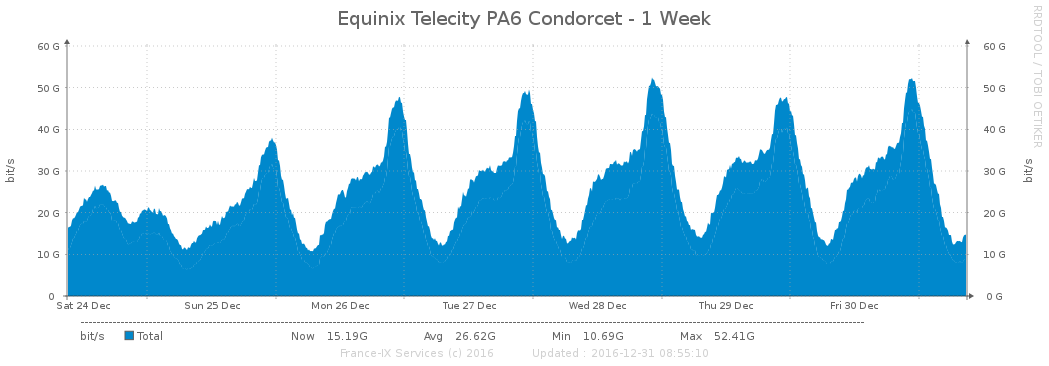 Equinix Telecity PA6 Condorcet - 1 Week
RRDTOOL / TOBI OETIKER
60 G 60 G
50 G 50 G
40 G 40 G
30 G 30 G
20 G 20 G
10 G 10 G
0 0 G
bit/s bit/s
Sat 24 Dec Sun 25 Dec Mon 26 Dec Tue 27 Dec Wed 28 Dec Thu 29 Dec Fri 30 Dec
bit/s Total Now 15.19G Avg 26.62G Min 10.69G Max 52.41G
France-IX Services (c) 2016 Updated : 2016-12-31 08:55:10